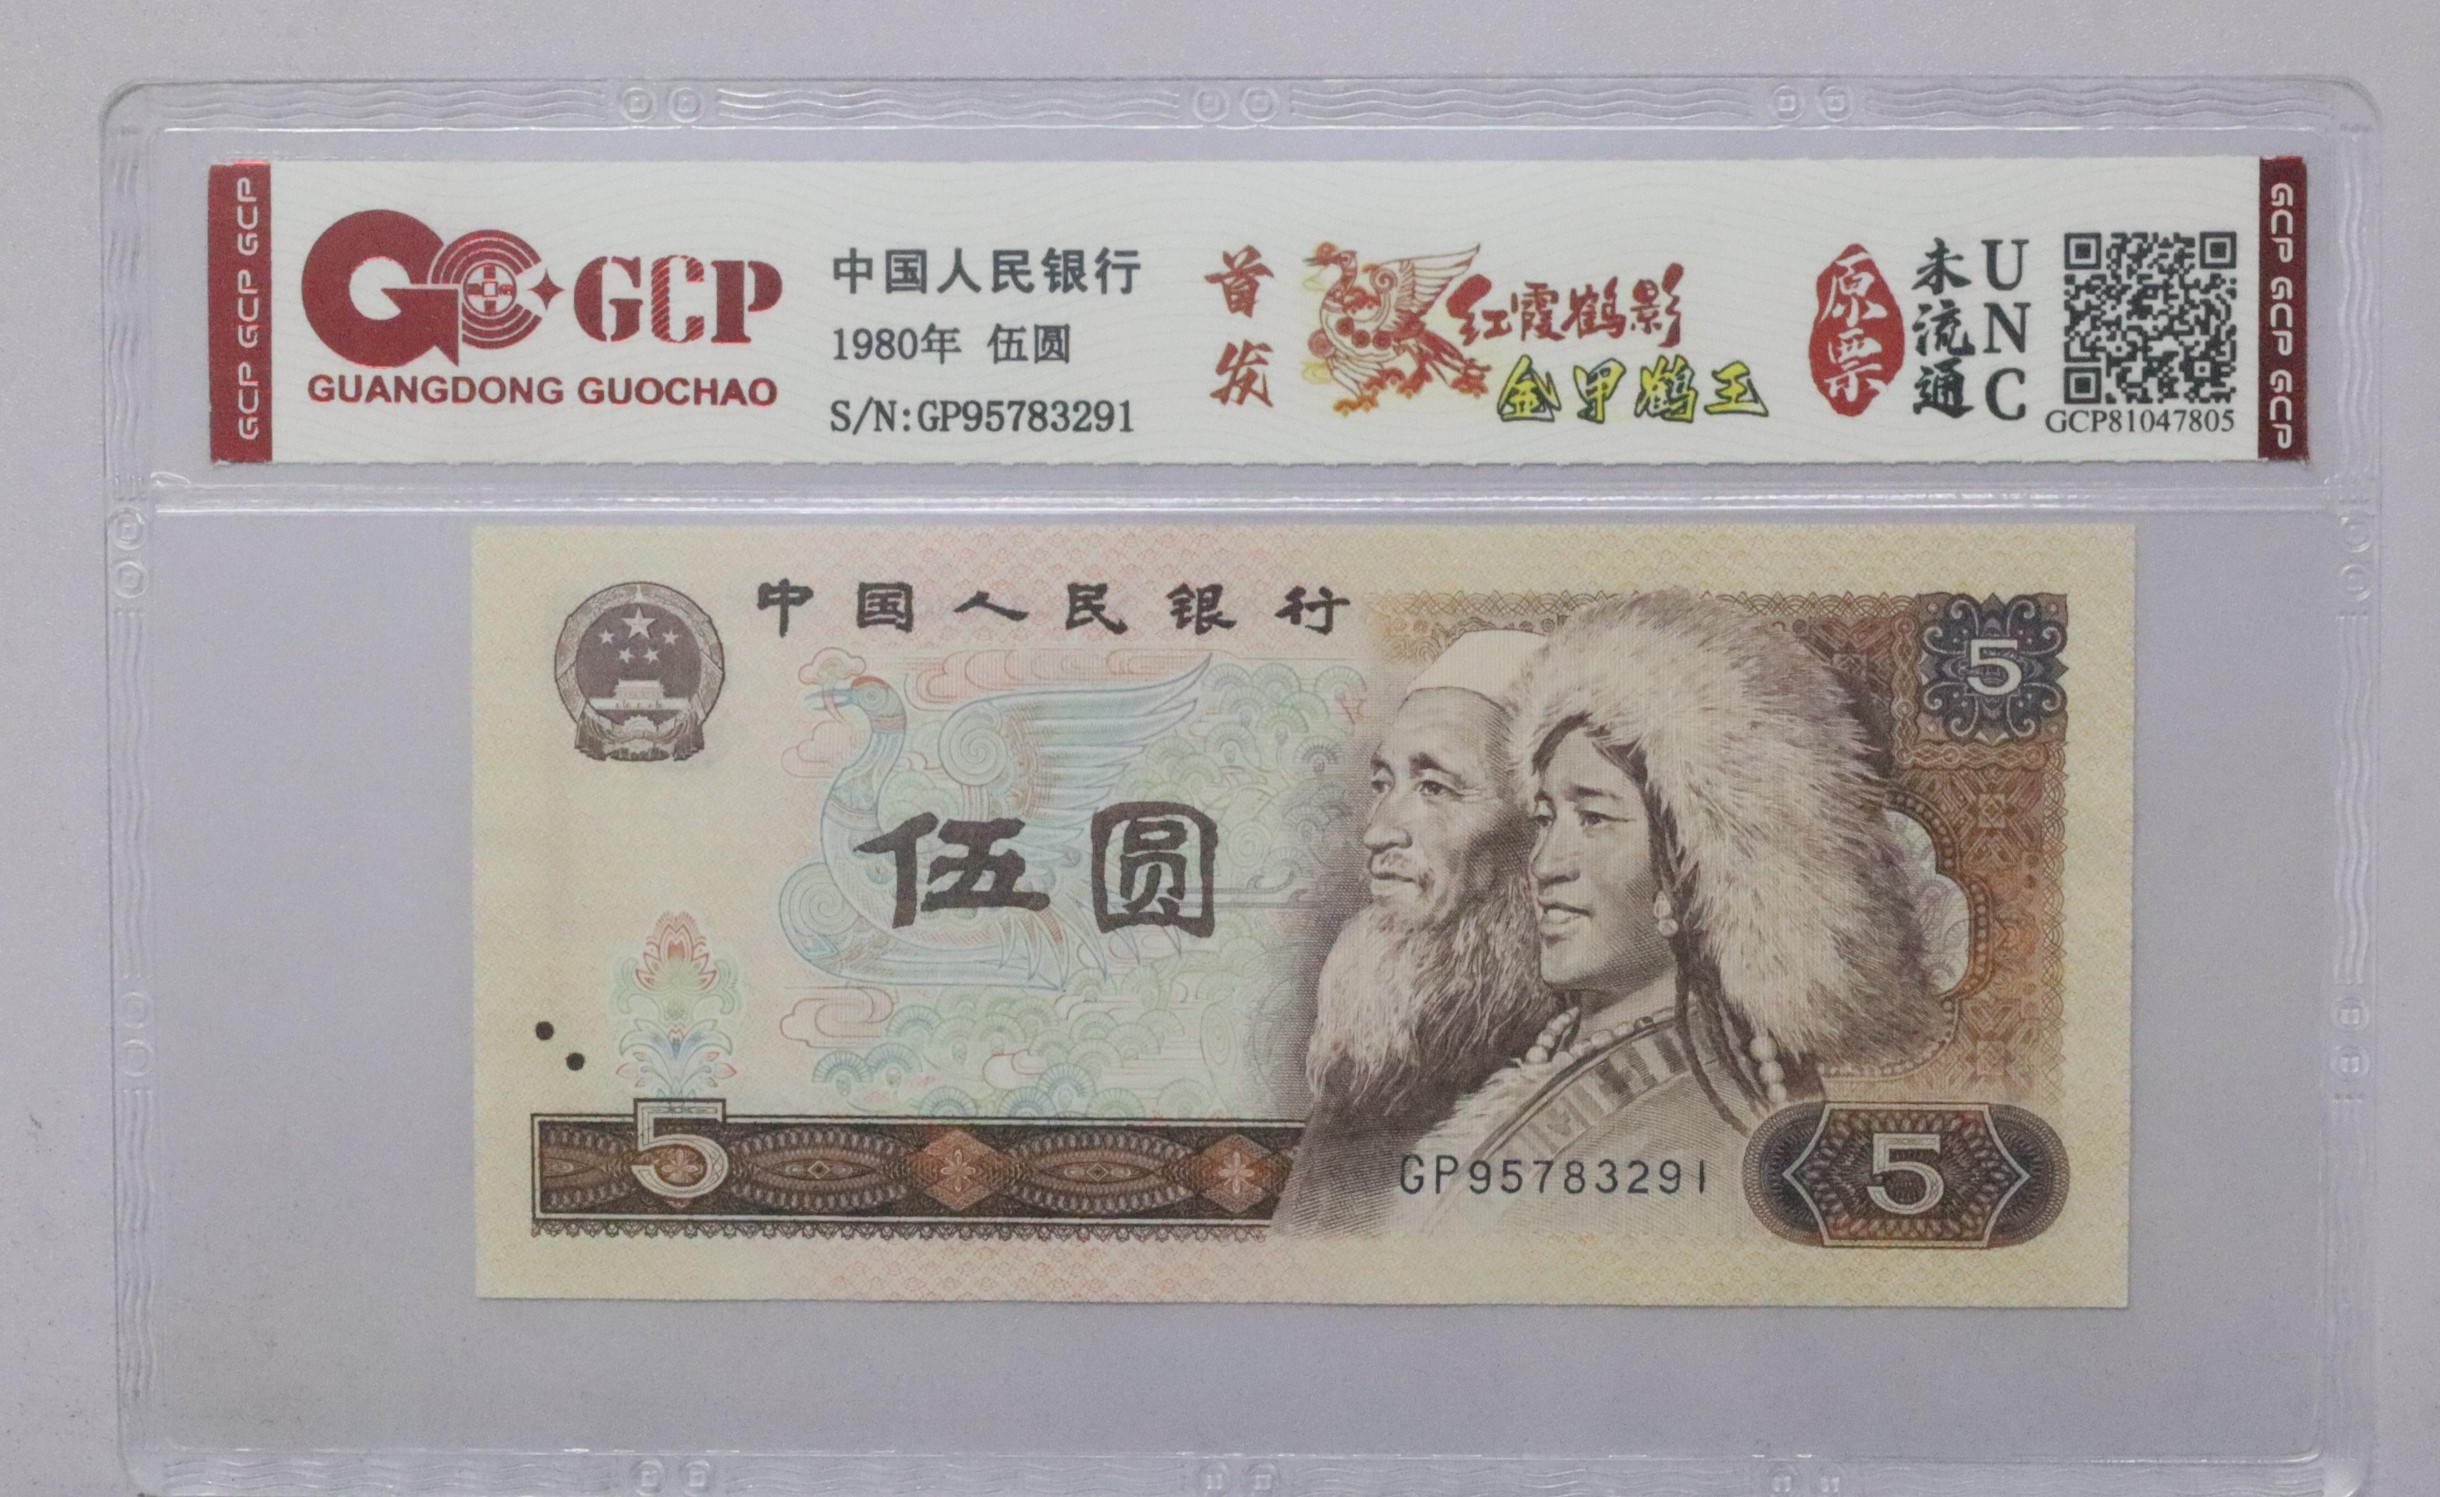 GCP GCP GCP
GCP
GUANGDONG GUOCHAO
中国人民银行
1980年 伍圆
S/N:GP95783291
首发
红霞鹤影
金甲鹤王
原票
未流通
UNC
GCP81047805
GCP GCP GCP
中国人民银行
5
伍圆
5
GP95783291
5